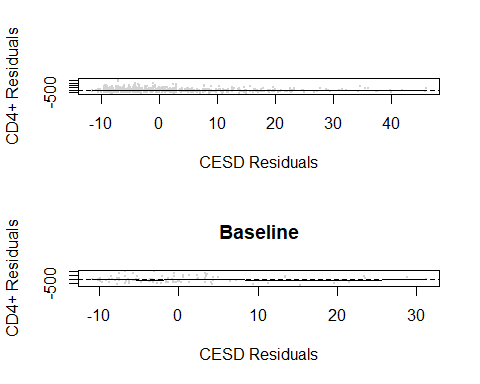 CD4+ Residuals
-500
-10 0 10 20 30 40
CESD Residuals
Baseline
CD4+ Residuals
-500
-10 0 10 20 30
CESD Residuals